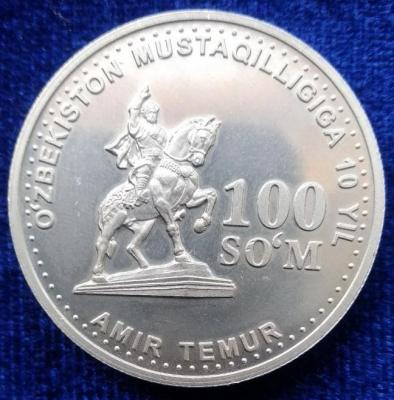 O'ZBEKISTON MUSTAQILLIGIGA 10 YIL
100
SO'M
AMIR TEMUR